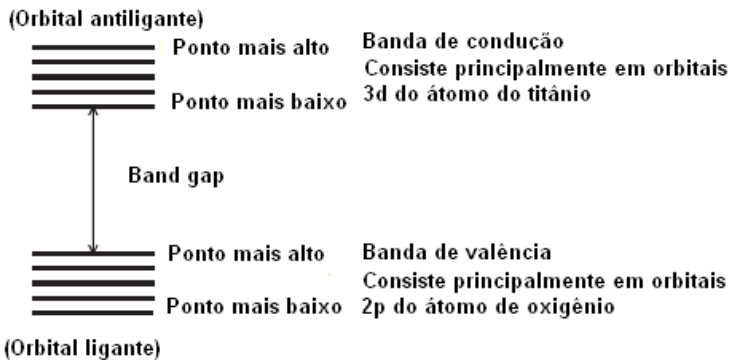 (Orbital antiligante)
Ponto mais alto
Banda de condução
Consiste principalmente em orbitais
Ponto mais baixo
3d do átomo do titânio
Band gap
Ponto mais alto
Banda de valência
Consiste principalmente em orbitais
Ponto mais baixo
2p do átomo de oxigênio
(Orbital ligante)